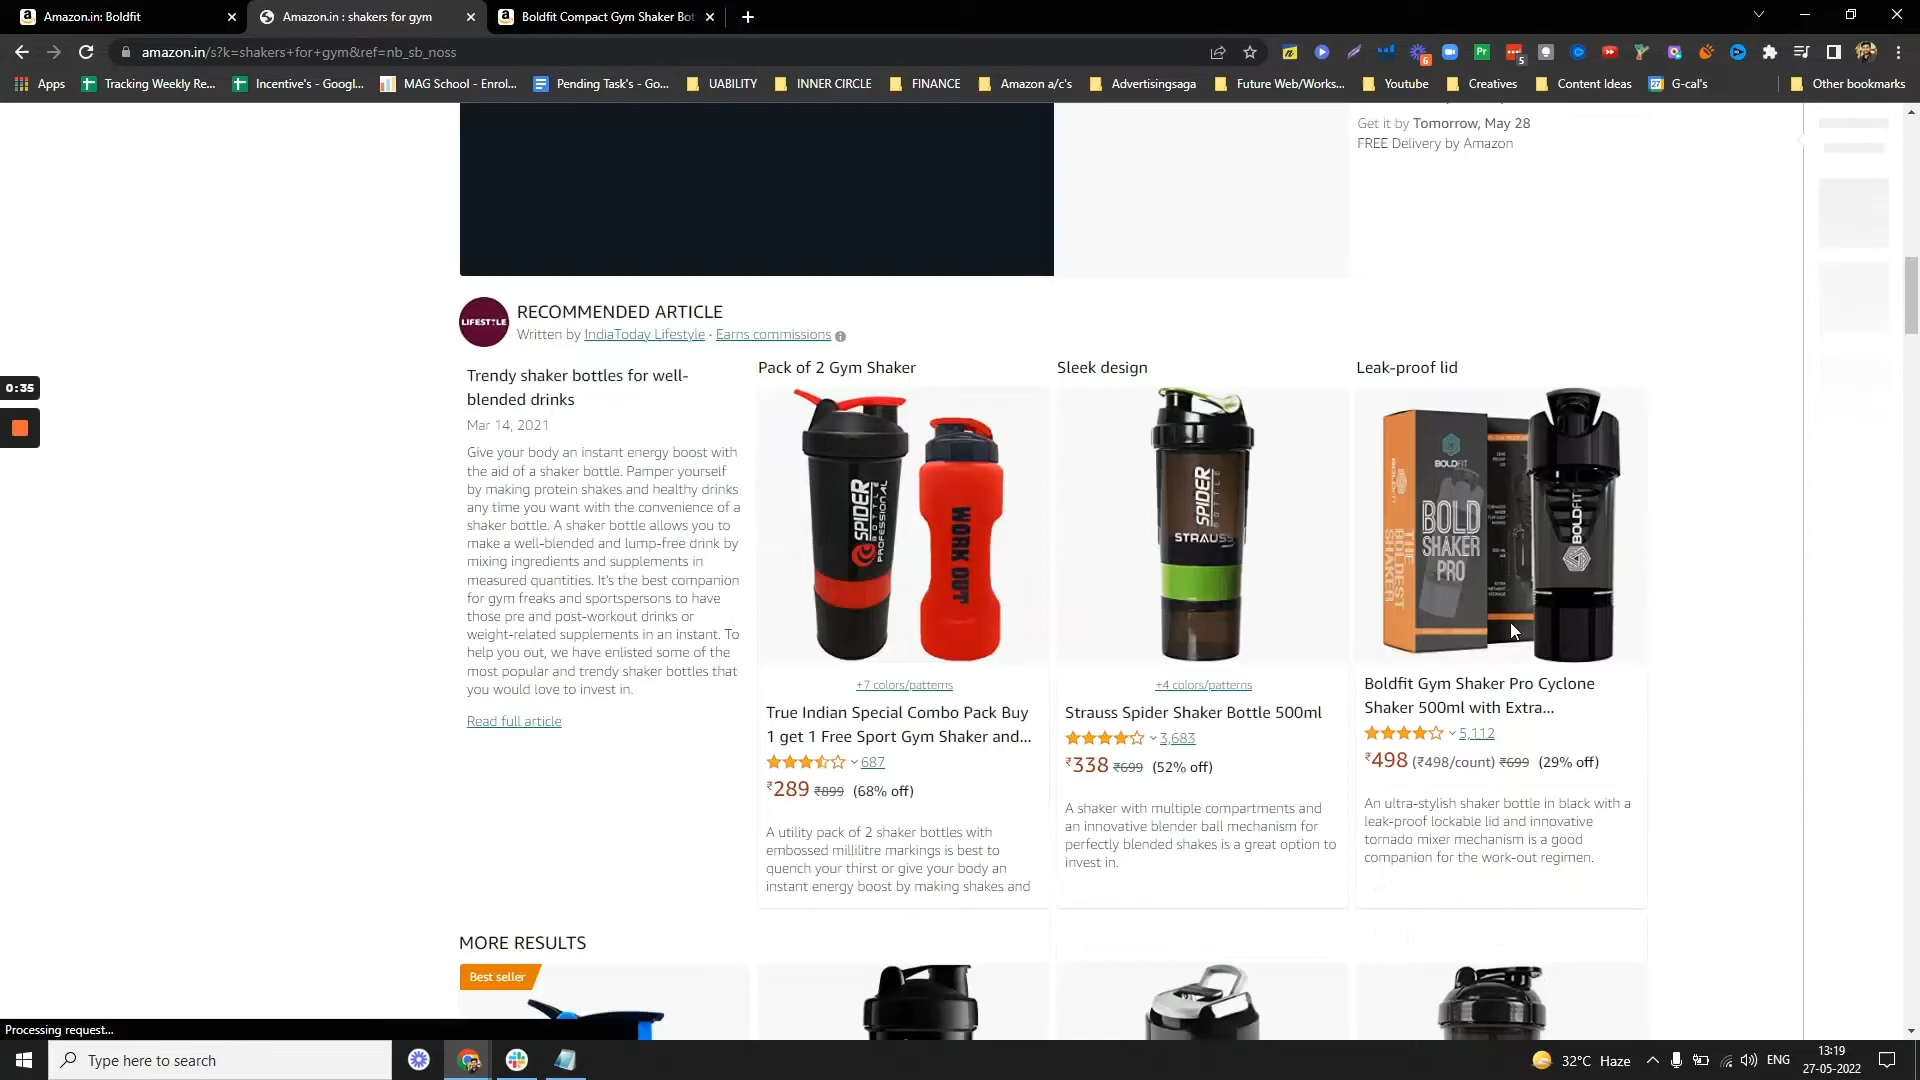 Amazon.in: Boldfit
Amazon.in : shakers for gym
Boldfit Compact Gym Shaker Bot
amazon.in/s?k=shakers+for+gym&ref=nb_sb_noss
6
5
Apps
Tracking Weekly Re...
Incentive's - Googl...
MAG School - Enrol...
Pending Task's - Go...
UABILITY
INNER CIRCLE
FINANCE
Amazon a/c's
Advertisingsaga
Future Web/Works...
Youtube
Creatives
Content Ideas
27
G-cal's
Other bookmarks
Get it by Tomorrow, May 28
FREE Delivery by Amazon
LIFESTYLE
RECOMMENDED ARTICLE
Written by IndiaToday Lifestyle · Earns commissions
0:35
Trendy shaker bottles for well-
blended drinks
Mar 14, 2021
Give your body an instant energy boost with
the aid of a shaker bottle. Pamper yourself
by making protein shakes and healthy drinks
any time you want with the convenience of a
shaker bottle. A shaker bottle allows you to
make a well-blended and lump-free drink by
mixing ingredients and supplements in
measured quantities. It's the best companion
for gym freaks and sportspersons to have
those pre and post-workout drinks or
weight-related supplements in an instant. To
help you out, we have enlisted some of the
most popular and trendy shaker bottles that
you would love to invest in.
Read full article
Pack of 2 Gym Shaker
SPIDER
BOTTLE
PROFESSIONAL
WORK OUT
+7 colors/patterns
True Indian Special Combo Pack Buy
1 get 1 Free Sport Gym Shaker and...
687
₹289 ₹899 (68% off)
A utility pack of 2 shaker bottles with
embossed millilitre markings is best to
quench your thirst or give your body an
instant energy boost by making shakes and
Sleek design
SPIDER
BOTTLE
STRAUSS
+4 colors/patterns
Strauss Spider Shaker Bottle 500ml
3,683
₹338 ₹699 (52% off)
A shaker with multiple compartments and
an innovative blender ball mechanism for
perfectly blended shakes is a great option to
invest in.
Leak-proof lid
BOLDFIT
BOLD
SHAKER
PRO
THE
BOLDEST
SHAKER
BOLDFIT
BOLDFIT
Boldfit Gym Shaker Pro Cyclone
Shaker 500ml with Extra...
5,112
₹498 (₹498/count) ₹699 (29% off)
An ultra-stylish shaker bottle in black with a
leak-proof lockable lid and innovative
tornado mixer mechanism is a good
companion for the work-out regimen.
MORE RESULTS
Best seller
Processing request...
Type here to search
32°C Haze
ENG
13:19
27-05-2022